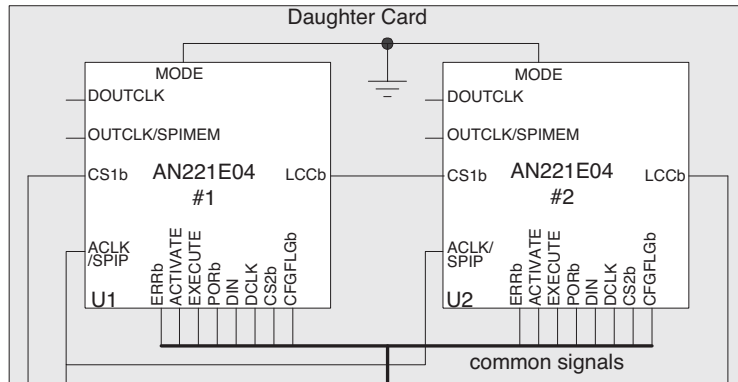 Daughter Card
MODE
DOUTCLK
OUTCLK/SPIMEM
CS1b
AN221E04
#1
LCCb
ACLK
/SPIP
ERRb
ACTIVATE
EXECUTE
PORb
DIN
DCLK
CS2b
CFGFLGb
U1
MODE
DOUTCLK
OUTCLK/SPIMEM
CS1b
AN221E04
#2
LCCb
ACLK/
SPIP
ERRb
ACTIVATE
EXECUTE
PORb
DIN
DCLK
CS2b
CFGFLGb
U2
common signals